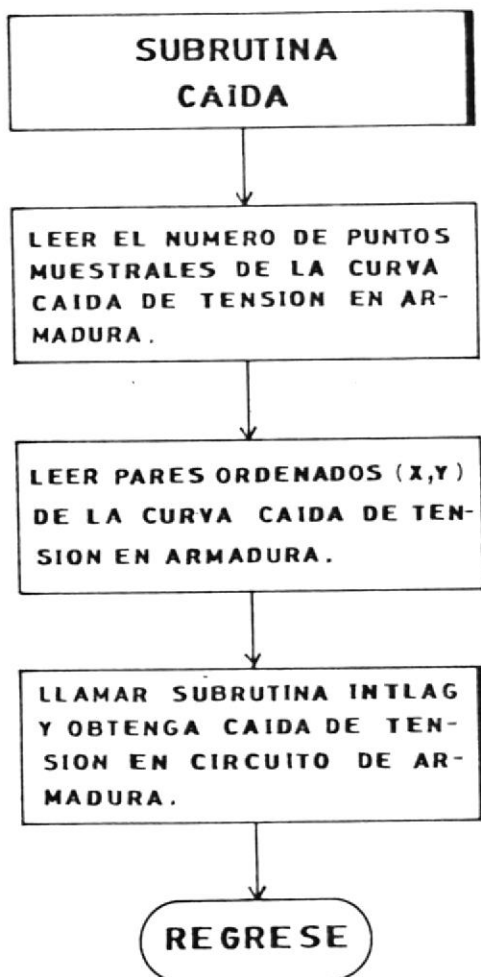 SUBRUTINA
CAIDA
LEER EL NUMERO DE PUNTOS
MUESTRALES DE LA CURVA
CAIDA DE TENSION EN AR-
MADURA.
LEER PARES ORDENADOS (X,Y)
DE LA CURVA CAIDA DE TEN-
SION EN ARMADURA.
LLAMAR SUBRUTINA INTLAG
Y OBTENGA CAIDA DE TEN-
SION EN CIRCUITO DE AR-
MADURA.
REGRESE